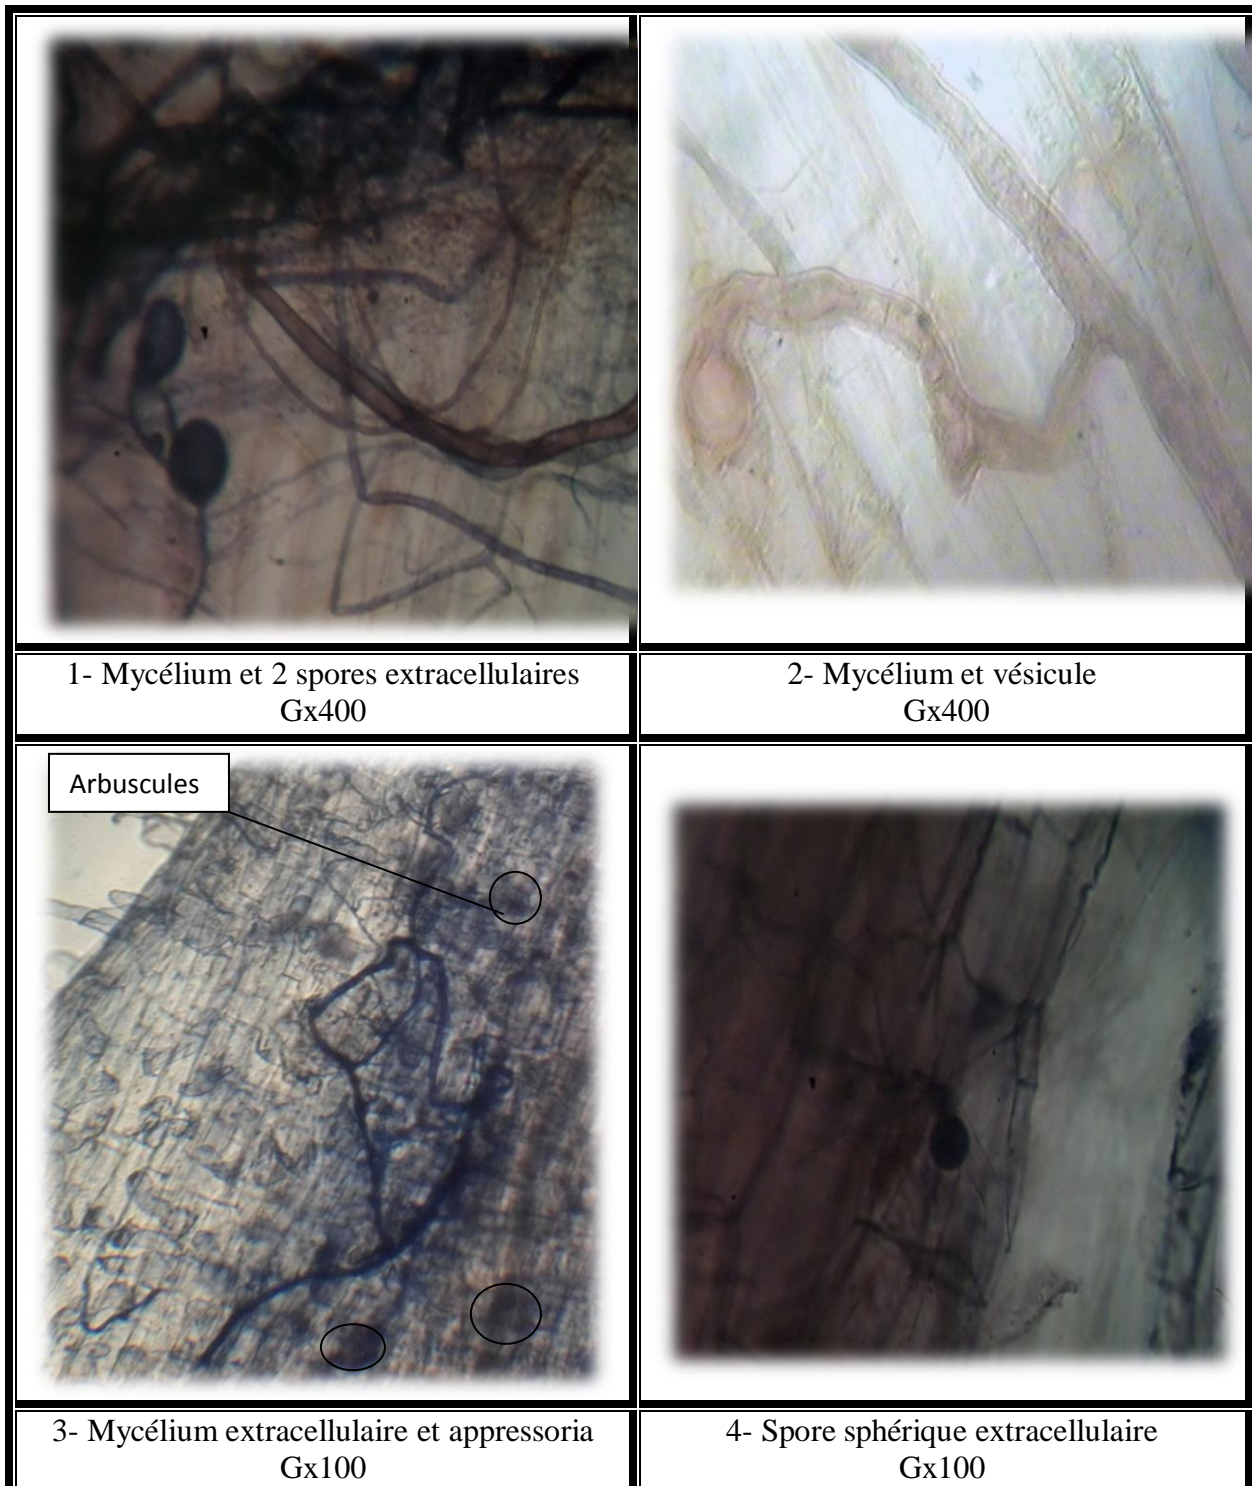 1- Mycélium et 2 spores extracellulaires
Gx400
2- Mycélium et vésicule
Gx400
Arbuscules
3- Mycélium extracellulaire et appressoria
Gx100
4- Spore sphérique extracellulaire
Gx100